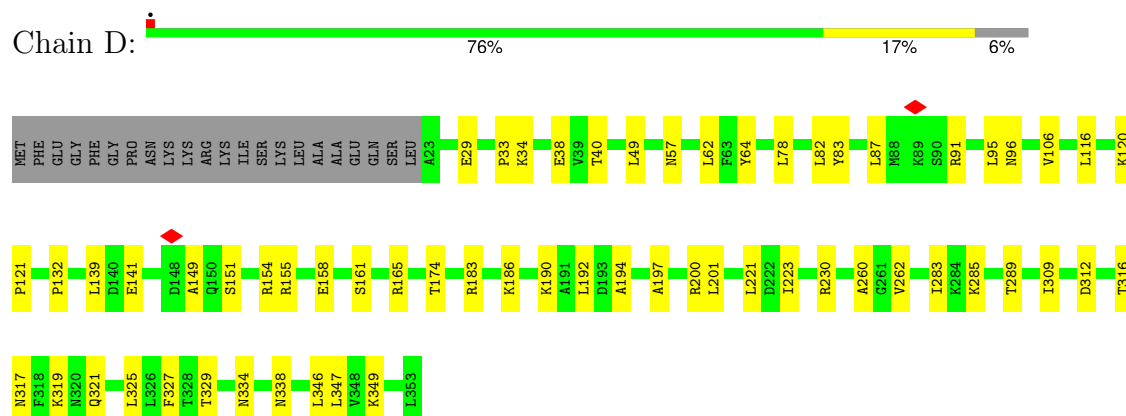 Chain D:
76% 17% 6%
MET PHE GLU GLY PHE GLY PRO ASN LYS LYS ARG LYS ILE SER LYS LEU ALA ALA GLU GLN SER LEU A23 E29 P33 K34 E38 V39 T40 L49 N57 L62 F63 Y64 L78 L82 Y83 L87 M88 K89 S90 R91 L95 N96 V106 L116 K120
P121 P132 L139 D140 E141 D148 A149 Q150 S151 R154 R155 E158 S161 R165 T174 R183 K186 K190 A191 L192 D193 A194 A197 R200 L201 L221 D222 I223 R230 A260 G261 V262 I283 K284 K285 T289 I309 D312 T316
N317 F318 K319 N320 Q321 L325 L326 F327 T328 T329 N334 N338 L346 L347 V348 K349 L353